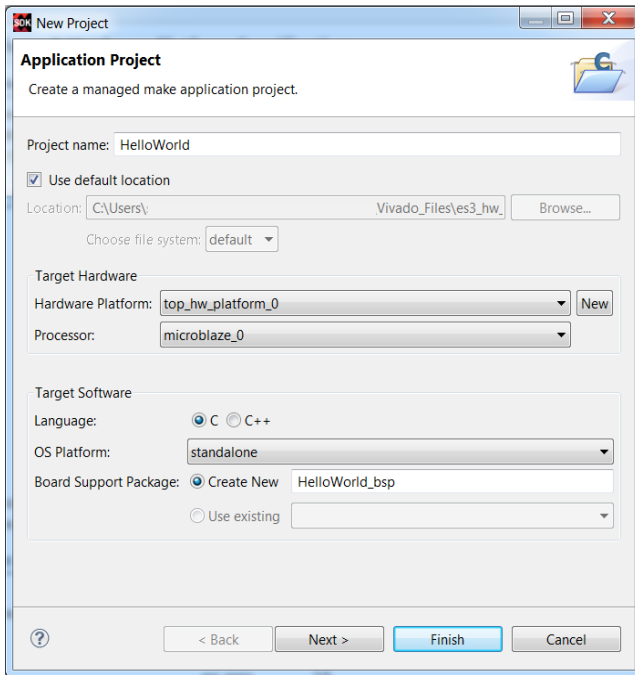 SDK New Project
Application Project
Create a managed make application project.
C
Project name: HelloWorld
Use default location
Location: C:\Users\ Vivado_Files\es3_hw_ Browse...
Choose file system: default
Target Hardware
Hardware Platform: top_hw_platform_0 New
Processor: microblaze_0
Target Software
Language: C C++
OS Platform: standalone
Board Support Package: Create New HelloWorld_bsp
Use existing
? < Back Next > Finish Cancel